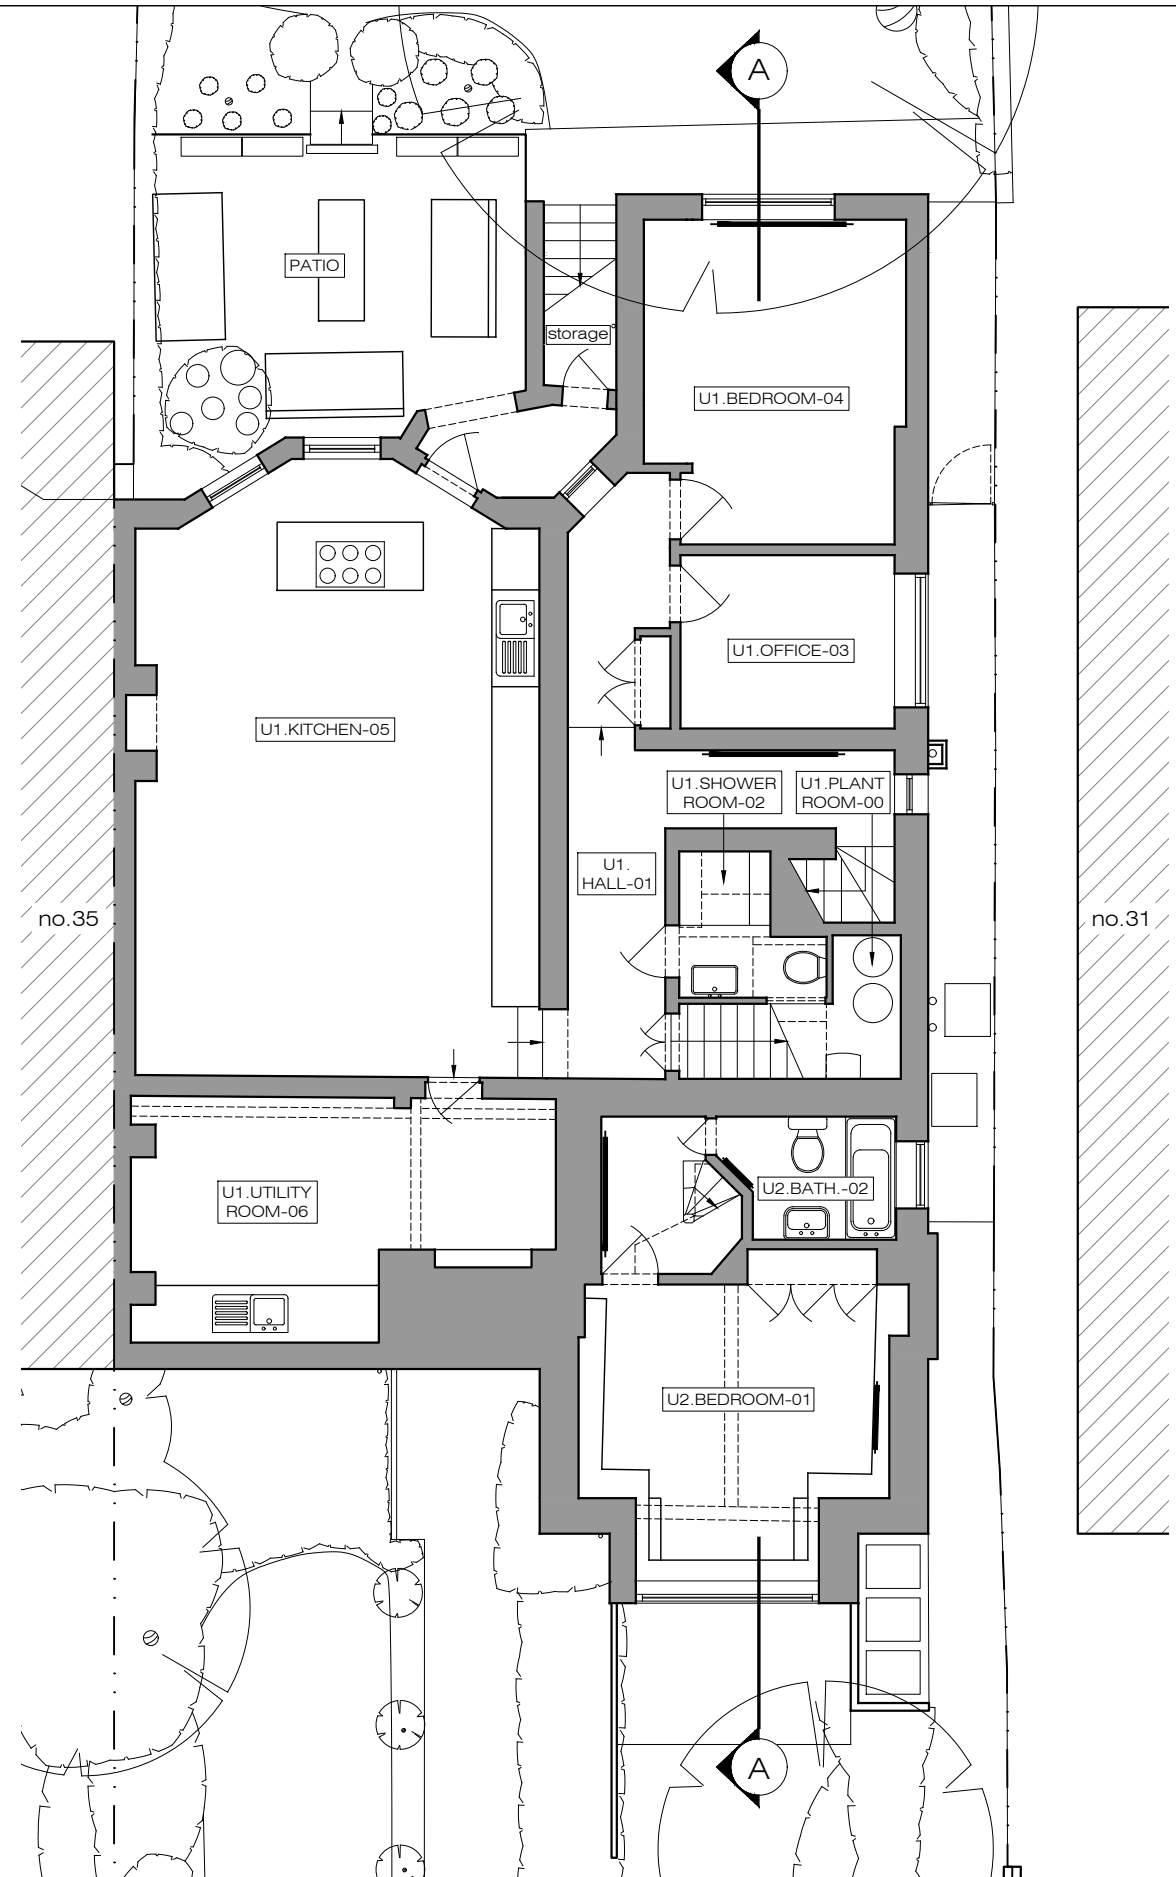 A
PATIO
storage
U1.BEDROOM-04
U1.OFFICE-03
U1.KITCHEN-05
U1.SHOWER
ROOM-02
U1.PLANT
ROOM-00
U1.
HALL-01
no.35
no.31
U1.UTILITY
ROOM-06
U2.BATH.-02
U2.BEDROOM-01
A